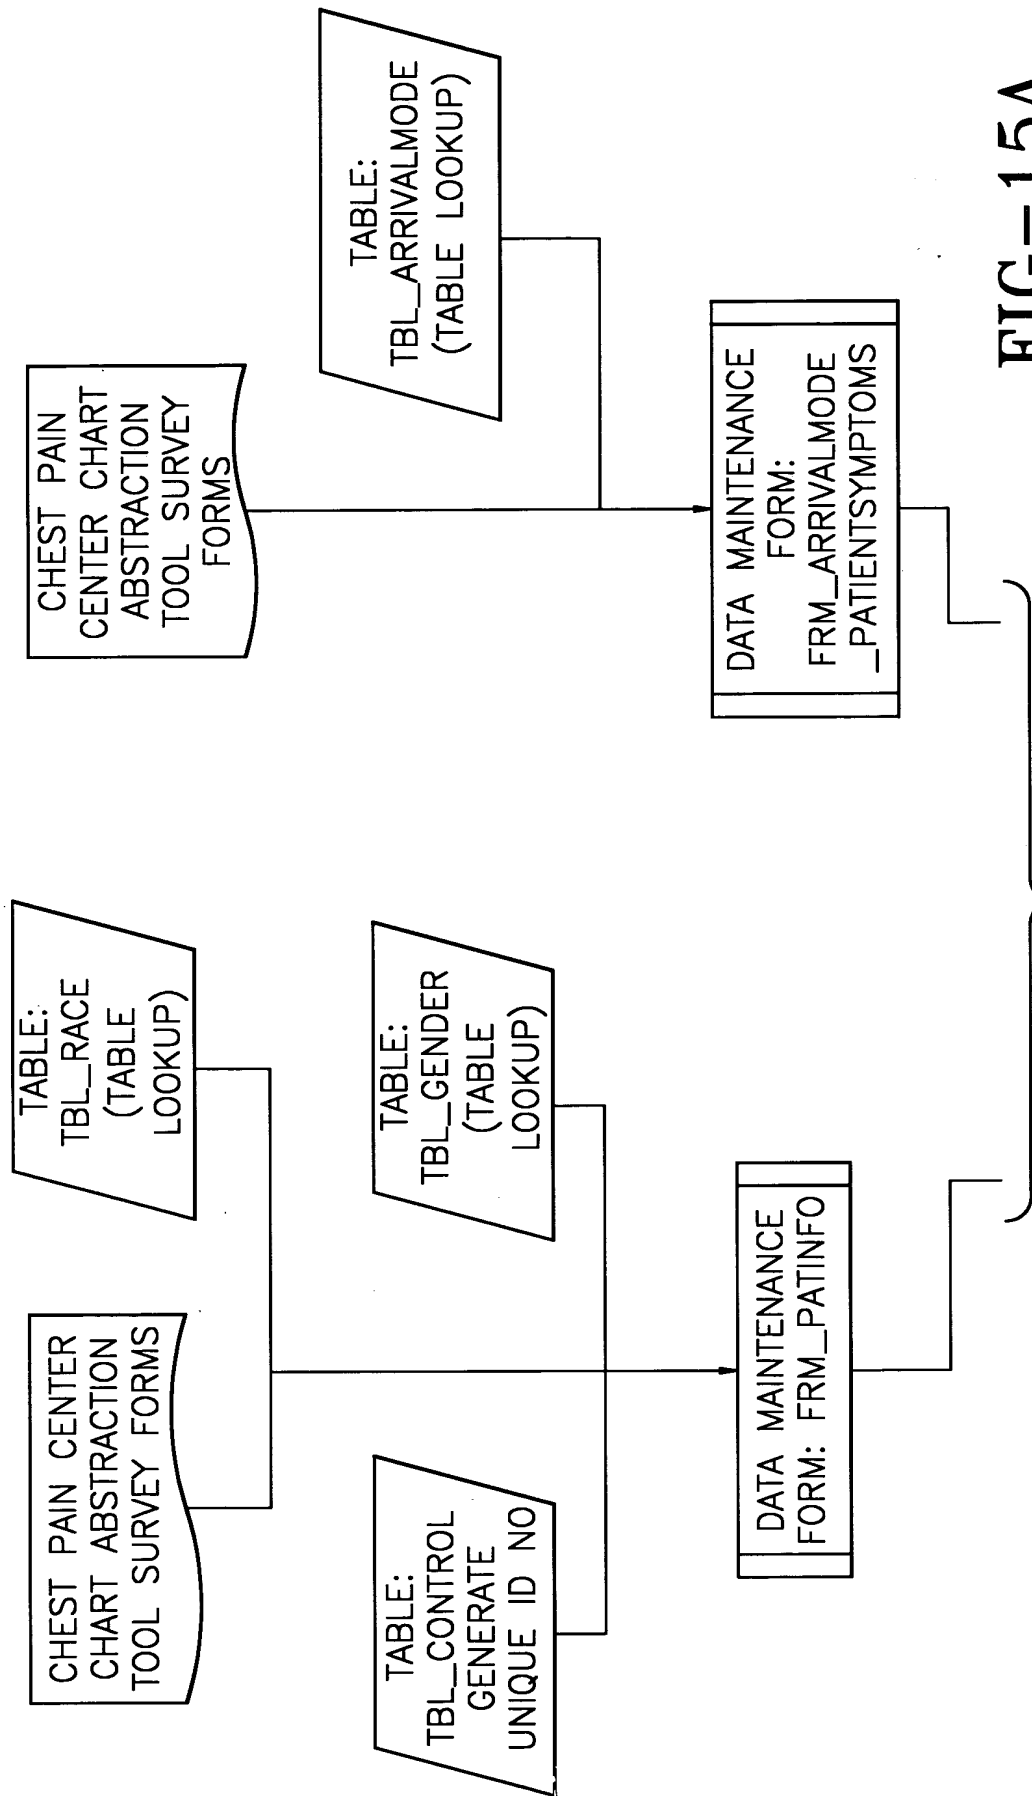 CHEST PAIN CENTER
CHART ABSTRACTION
TOOL SURVEY FORMS
TABLE:
TBL_RACE
(TABLE
LOOKUP)
TABLE:
TBL_CONTROL
GENERATE
UNIQUE ID NO
TABLE:
TBL_GENDER
(TABLE
LOOKUP)
DATA MAINTENANCE
FORM: FRM_PATINFO
CHEST PAIN
CENTER CHART
ABSTRACTION
TOOL SURVEY
FORMS
TABLE:
TBL_ARRIVALMODE
(TABLE LOOKUP)
DATA MAINTENANCE
FORM:
FRM_ARRIVALMODE
_PATIENTSYMPTOMS
FIG-15A